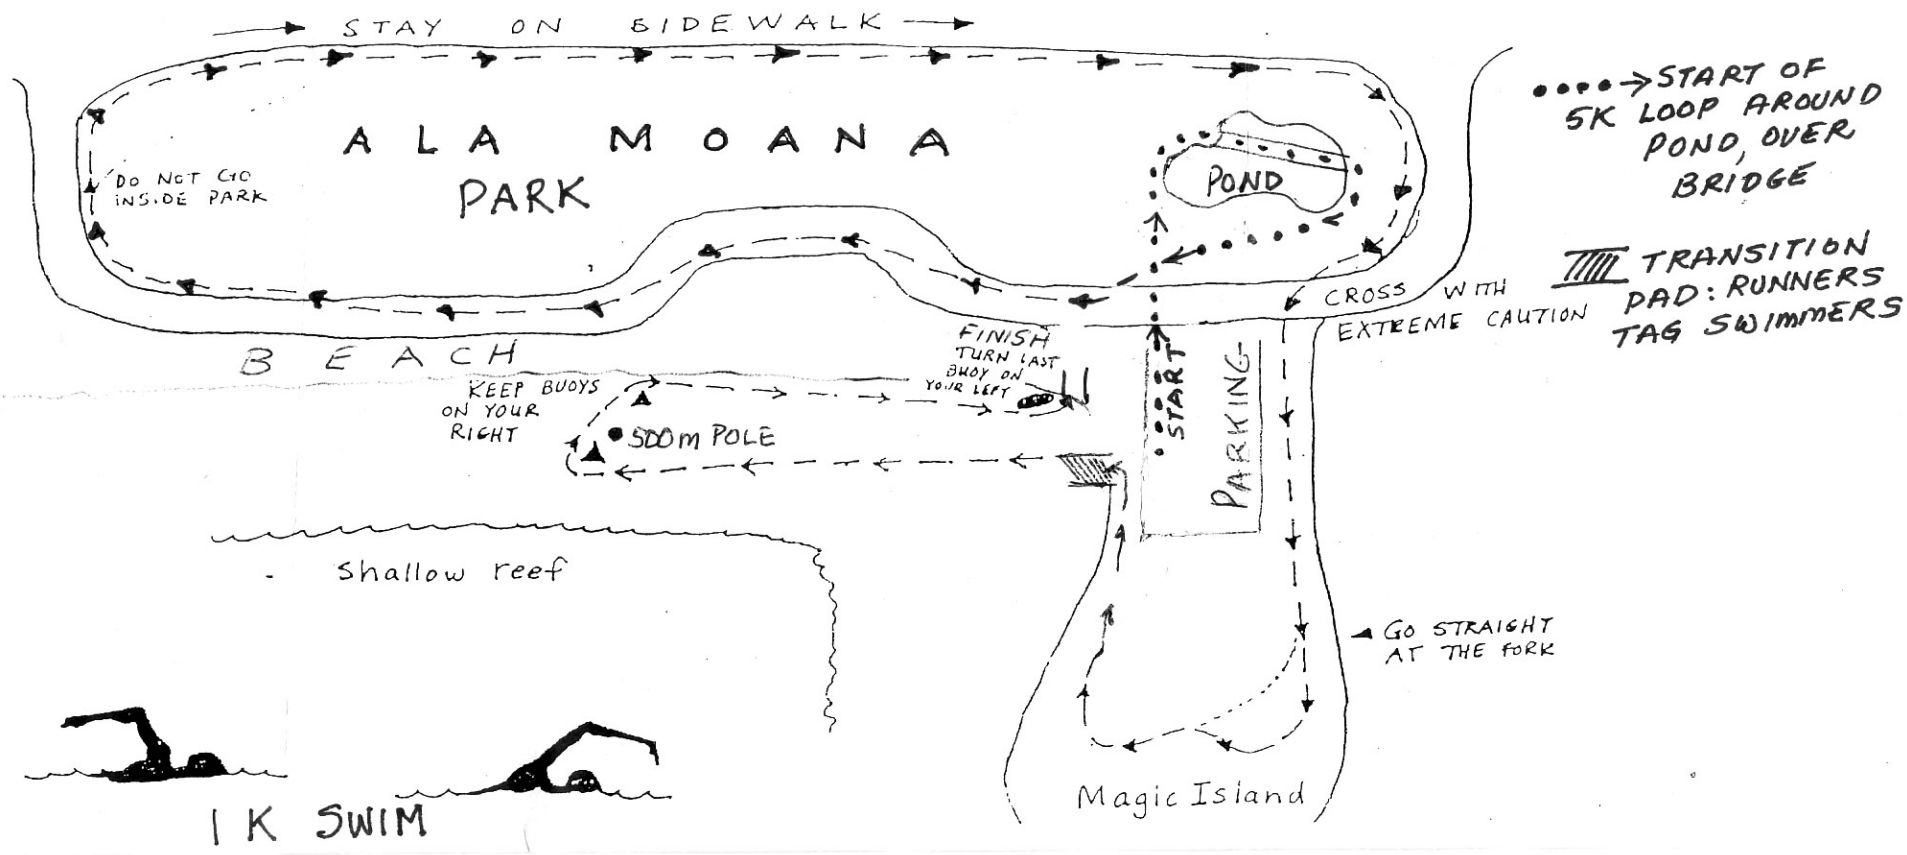 STAY ON SIDEWALK
ALA MOANA
PARK
DO NOT GO
INSIDE PARK
POND
START OF
5K LOOP AROUND
POND, OVER
BRIDGE
TRANSITION
PAD: RUNNERS
TAG SWIMMERS
CROSS WITH
EXTREME CAUTION
BEACH
FINISH
TURN LAST
BUOY ON
YOUR LEFT
KEEP BUOYS
ON YOUR
RIGHT
500m POLE
START
PARKING
Shallow reef
GO STRAIGHT
AT THE FORK
Magic Island
1K SWIM